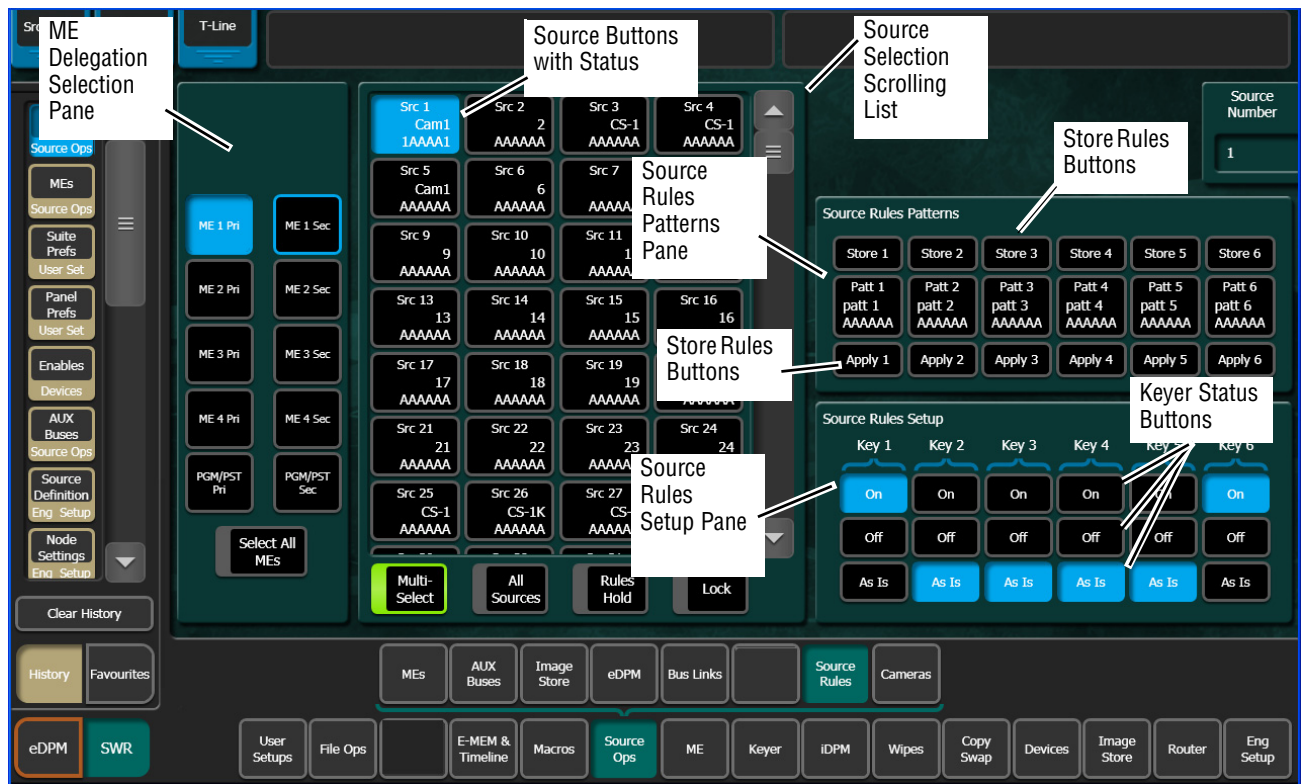 T-Line
ME
Delegation
Selection
Pane
Source Buttons
with Status
Source
Selection
Scrolling
List
Source
Number
1
Store Rules
Buttons
Source Ops
MEs
Source Ops
Suite
Prefs
User Set
Panel
Prefs
User Set
Enables
Devices
AUX
Buses
Source Ops
Source
Definition
Eng Setup
Node
Settings
Eng Setup
Clear History
History
Favourites
eDPM
SWR
ME 1 Pri
ME 1 Sec
ME 2 Pri
ME 2 Sec
ME 3 Pri
ME 3 Sec
ME 4 Pri
ME 4 Sec
PGM/PST
Pri
PGM/PST
Sec
Select All
MEs
Src 1
Cam1
1AAAA1
Src 2
2
AAAAAA
Src 3
CS-1
AAAAAA
Src 4
CS-1
AAAAAA
Src 5
Cam1
AAAAAA
Src 6
6
AAAAAA
Src 7
Src 9
9
AAAAAA
Src 10
10
AAAAAA
Src 11
Src 13
13
AAAAAA
Src 14
14
AAAAAA
Src 15
15
AAAAAA
Src 16
16
Src 17
17
AAAAAA
Src 18
18
AAAAAA
Src 19
19
AAAAAA
Src 21
21
AAAAAA
Src 22
22
AAAAAA
Src 23
23
Src 24
24
Src 25
CS-1
AAAAAA
Src 26
CS-1K
AAAAAA
Src 27
Multi-
Select
All
Sources
Rules
Hold
Lock
Source
Rules
Patterns
Pane
Store Rules
Buttons
Source
Rules
Setup Pane
Source Rules Patterns
Store 1
Store 2
Store 3
Store 4
Store 5
Store 6
Patt 1
patt 1
AAAAAA
Patt 2
patt 2
AAAAAA
Patt 3
patt 3
AAAAAA
Patt 4
patt 4
AAAAAA
Patt 5
patt 5
AAAAAA
Patt 6
patt 6
AAAAAA
Apply 1
Apply 2
Apply 3
Apply 4
Apply 5
Apply 6
Keyer Status
Buttons
Source Rules Setup
Key 1
Key 2
Key 3
Key 4
Key 5
Key 6
On
On
On
On
On
On
Off
Off
Off
Off
Off
Off
As Is
As Is
As Is
As Is
As Is
As Is
MEs
AUX
Buses
Image
Store
eDPM
Bus Links
Source
Rules
Cameras
User
Setups
File Ops
E-MEM &
Timeline
Macros
Source
Ops
ME
Keyer
iDPM
Wipes
Copy
Swap
Devices
Image
Store
Router
Eng
Setup